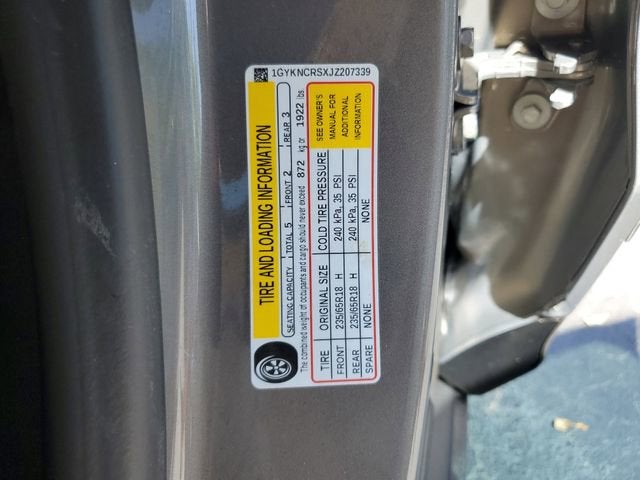 1GYKNCRSXJZ207339
TIRE AND LOADING INFORMATION
SEATING CAPACITY TOTAL 5 FRONT 2 REAR 3
The combined weight of occupants and cargo should never exceed 872 kg or 1922 lbs.
TIRE ORIGINAL SIZE COLD TIRE PRESSURE
FRONT 235/65R18 H 240 kPa, 35 PSI
REAR 235/65R18 H 240 kPa, 35 PSI
SPARE NONE NONE
SEE OWNER'S
MANUAL FOR
ADDITIONAL
INFORMATION